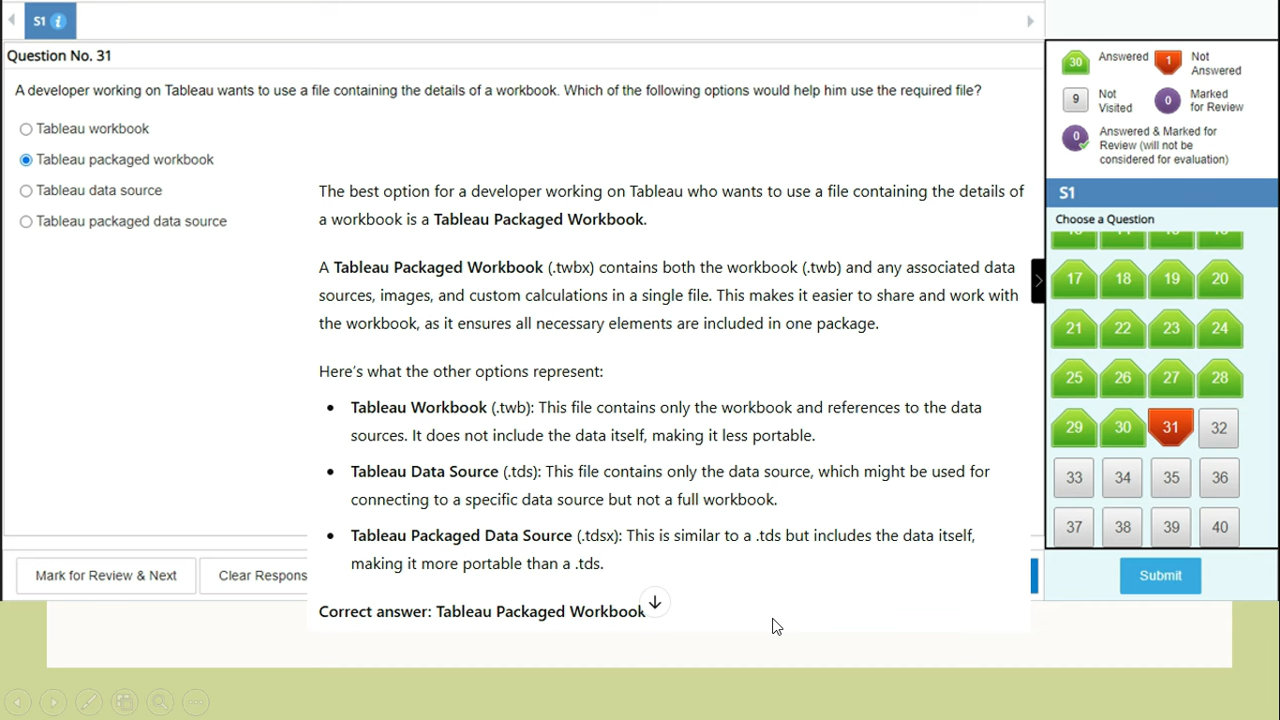 S1 i
Question No. 31
A developer working on Tableau wants to use a file containing the details of a workbook. Which of the following options would help him use the required file?
Tableau workbook
Tableau packaged workbook
Tableau data source
Tableau packaged data source
The best option for a developer working on Tableau who wants to use a file containing the details of
a workbook is a Tableau Packaged Workbook.
A Tableau Packaged Workbook (.twbx) contains both the workbook (.twb) and any associated data
sources, images, and custom calculations in a single file. This makes it easier to share and work with
the workbook, as it ensures all necessary elements are included in one package.
Here's what the other options represent:
• Tableau Workbook (.twb): This file contains only the workbook and references to the data
sources. It does not include the data itself, making it less portable.
• Tableau Data Source (.tds): This file contains only the data source, which might be used for
connecting to a specific data source but not a full workbook.
• Tableau Packaged Data Source (.tdsx): This is similar to a .tds but includes the data itself,
making it more portable than a .tds.
Correct answer: Tableau Packaged Workbook
Mark for Review & Next
Clear Respons
30 Answered
1 Not
Answered
9 Not
Visited
0 Marked
for Review
0 Answered & Marked for
Review (will not be
considered for evaluation)
S1
Choose a Question
17 18 19 20
21 22 23 24
25 26 27 28
29 30 31 32
33 34 35 36
37 38 39 40
Submit